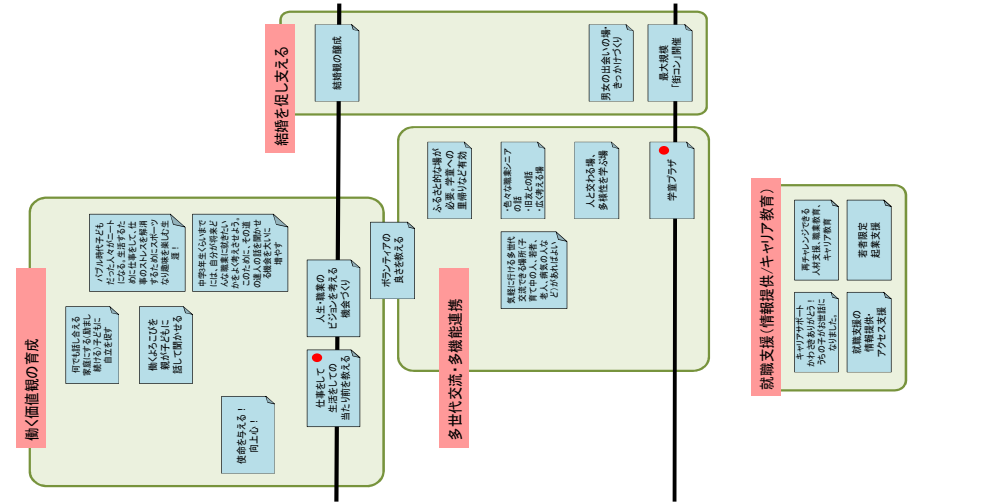 結婚を促し支える
結婚観の醸成
男女の出会いの場・
きっかけづくり
最大規模
「街コン」開催
働く価値観の育成
バブル時代子ども
だった人々がニート
になる。生活するた
めに仕事をして、仕
事のストレスを解消
するためにスポーツ
なり趣味を楽しむ生
涯！
中学3年生くらいまで
には、自分が将来ど
んな職業に就きたい
かをよく考えさせよう。
このために、その道
の達人の話を聞かせ
る機会を大いに
増やす
何でも話し合える
家庭にする(励まし
続ける)子どもに
自立を促す
働くよろこびを
親が子どもに
話して聞かせる
使命を与える！
向上心！
人生・職業の
ビジョンを考える
機会づくり
仕事をして
生活をしての
当たり前を教える
ボランティアの
良さを教える
多世代交流・多機能連携
ふるさと的な場が
必要。学童への
里帰りなど有効
・色々な職業シニア
の話
・旧友との話
・広く考える場
人と交わる場、
多様性を学ぶ場
学童プラザ
気軽に行ける多世代
交流できる場所(子
育て中の人、若者、
老人、病気の人な
ど)があればよい
就職支援(情報提供/キャリア教育)
再チャレンジできる
人材支援、職業教育、
キャリア教育
若者限定
起業支援
キャリアサポート
かわさきありがとう！
うちの子がお世話に
なりました。
就職支援の
情報提供・
アクセス支援